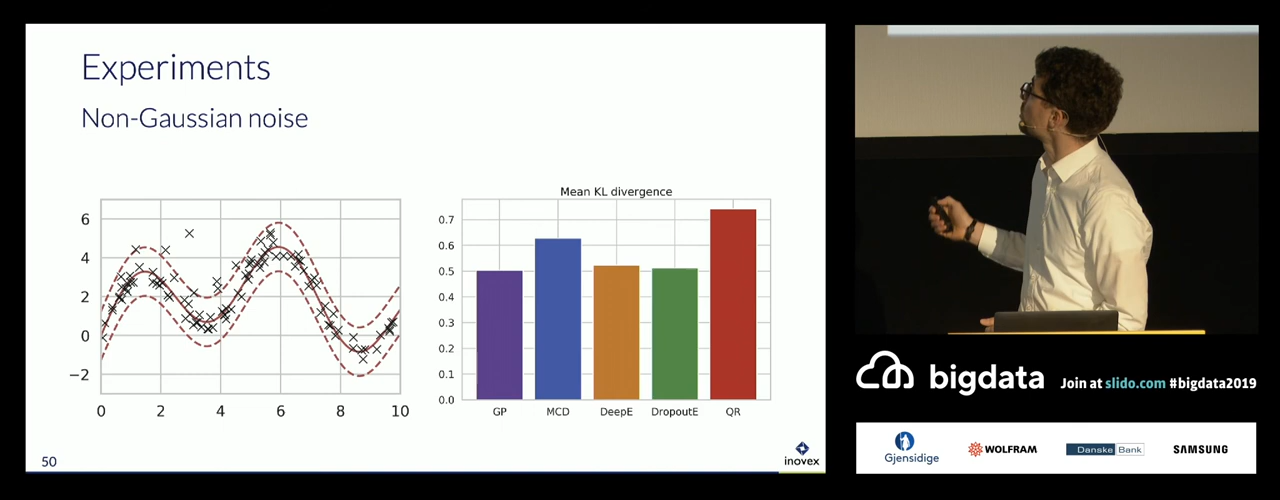 Experiments
Non-Gaussian noise
6
4
2
0
−2
0 2 4 6 8 10
Mean KL divergence
0.7
0.6
0.5
0.4
0.3
0.2
0.1
0.0
GP MCD DeepE DropoutE QR
50
inovex
bigdata Join at slido.com #bigdata2019
Gjensidige WOLFRAM Danske Bank SAMSUNG